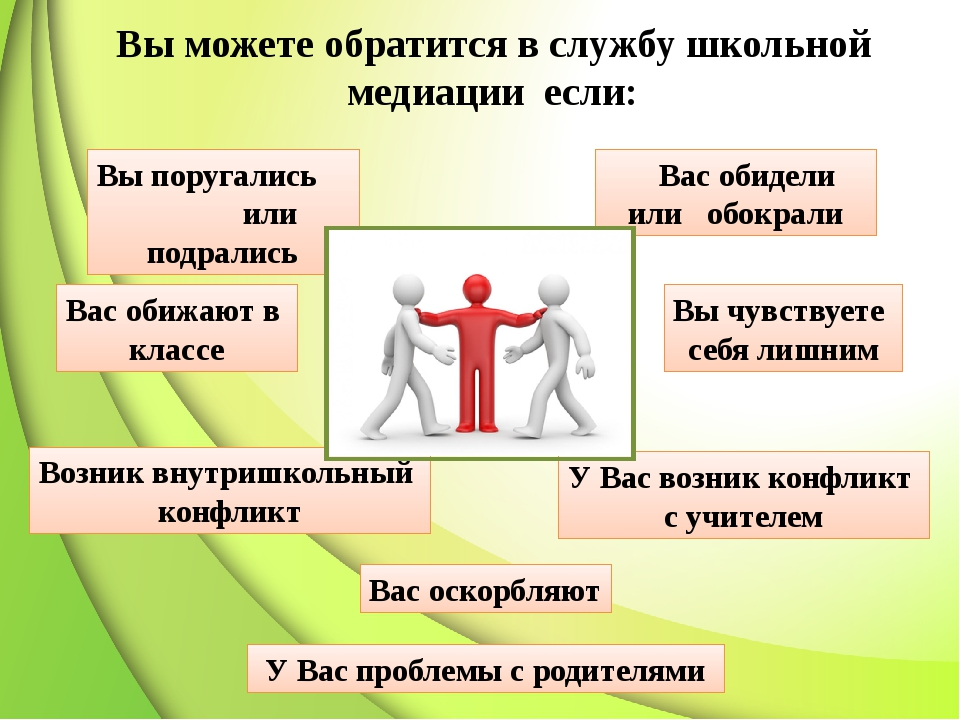 Вы можете обратится в службу школьной
медиации если:
Вы поругались
или
подрались
Вас обидели
или обокрали
Вас обижают в
классе
Вы чувствуете
себя лишним
Возник внутришкольный
конфликт
У Вас возник конфликт
с учителем
Вас оскорбляют
У Вас проблемы с родителями